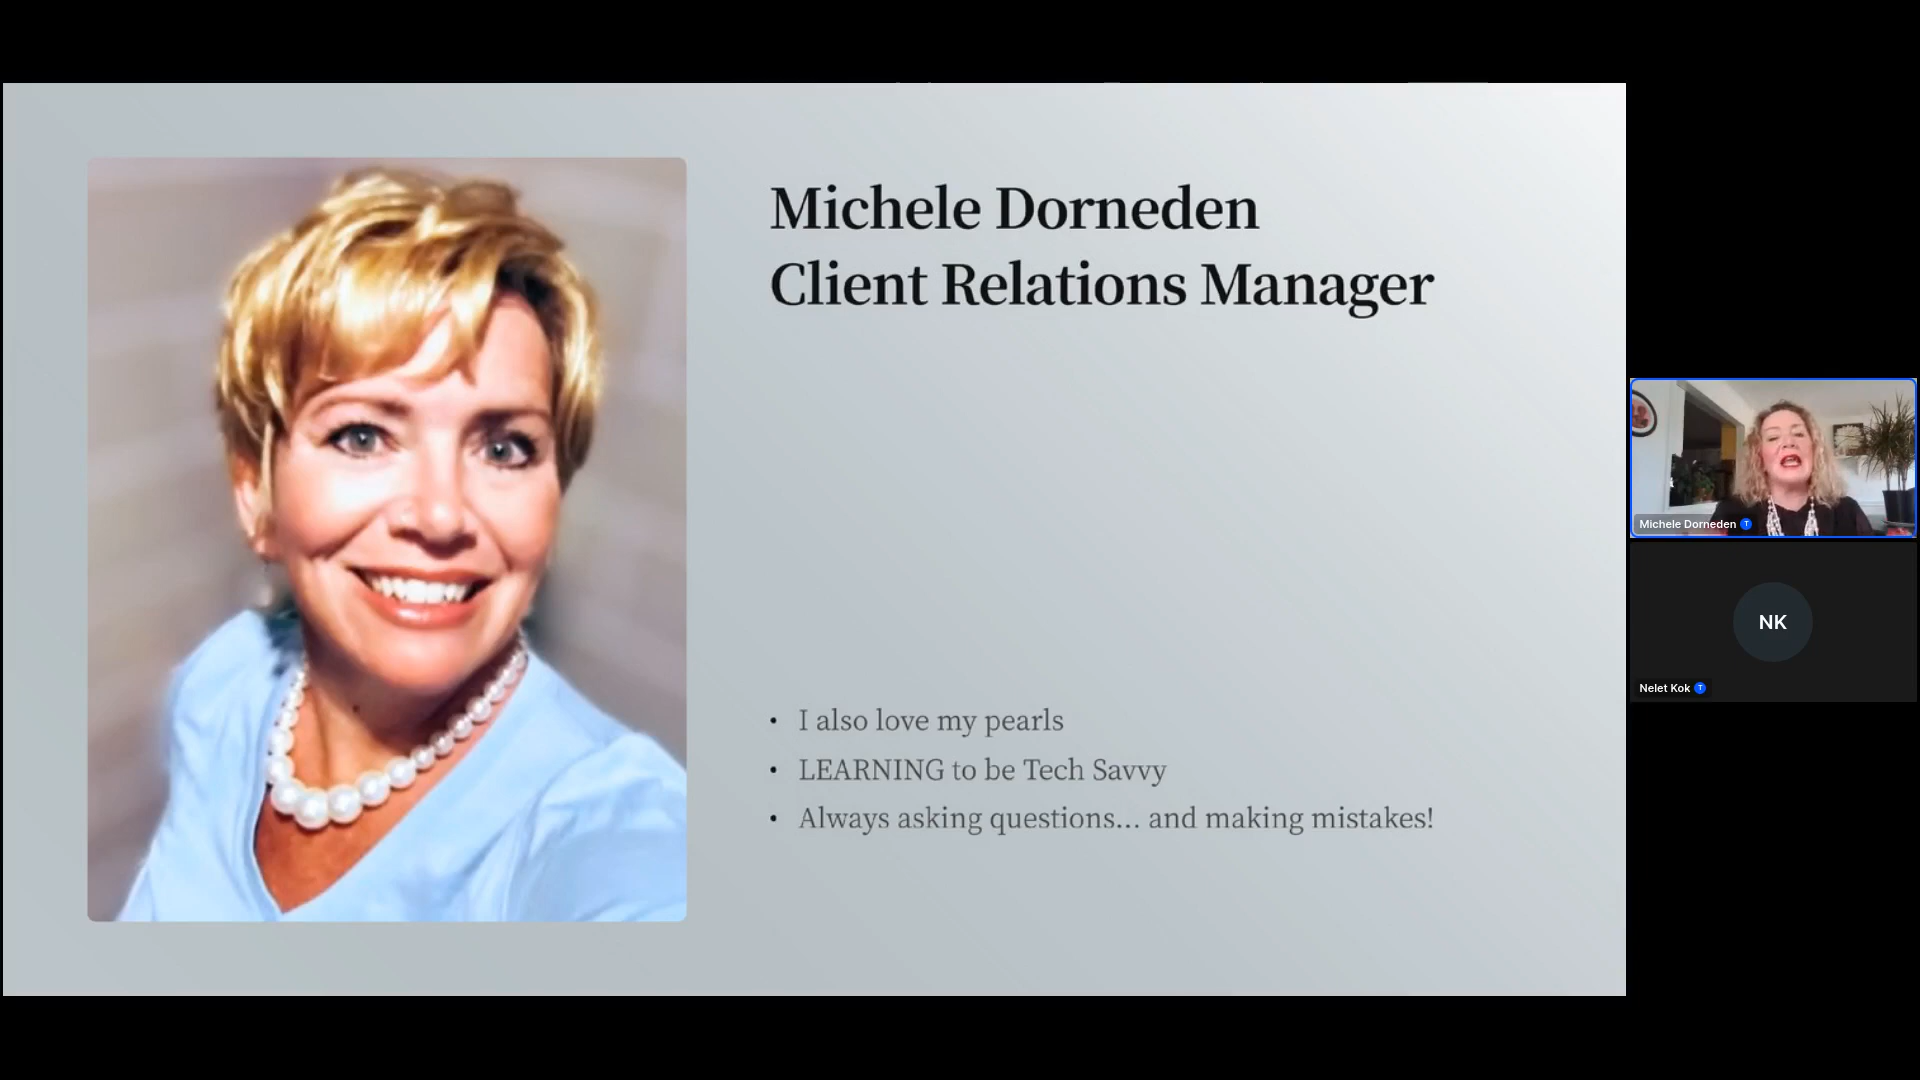 Michele Dorneden
Client Relations Manager
• I also love my pearls
• LEARNING to be Tech Savvy
• Always asking questions... and making mistakes!
Michele Dorneden T
NK
Nelet Kok T